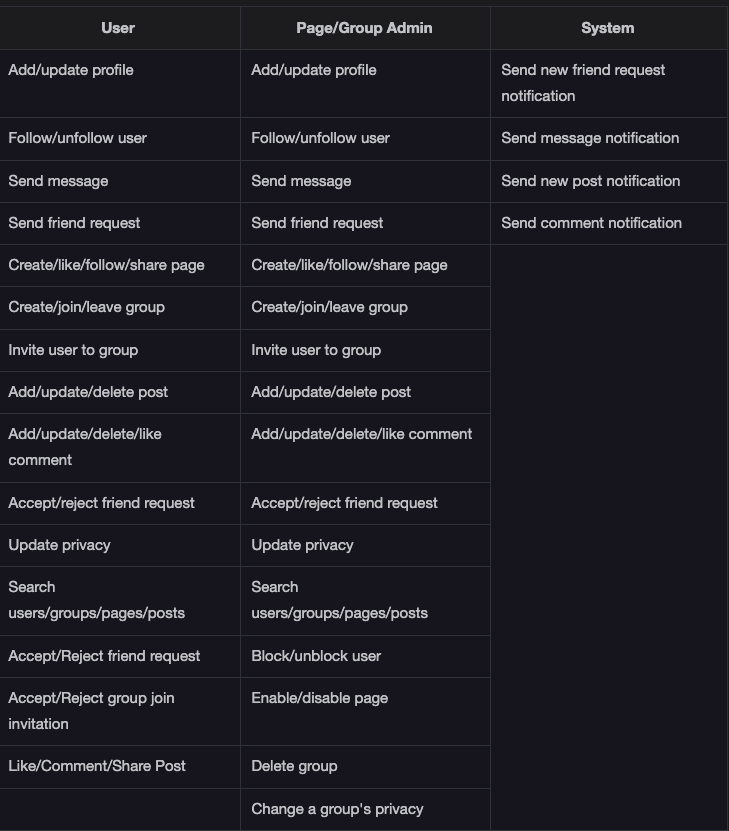 User Page/Group Admin System
Add/update profile Add/update profile Send new friend request
notification
Follow/unfollow user Follow/unfollow user Send message notification
Send message Send message Send new post notification
Send friend request Send friend request Send comment notification
Create/like/follow/share page Create/like/follow/share page
Create/join/leave group Create/join/leave group
Invite user to group Invite user to group
Add/update/delete post Add/update/delete post
Add/update/delete/like Add/update/delete/like comment
comment
Accept/reject friend request Accept/reject friend request
Update privacy Update privacy
Search Search
users/groups/pages/posts users/groups/pages/posts
Accept/Reject friend request Block/unblock user
Accept/Reject group join Enable/disable page
invitation
Like/Comment/Share Post Delete group
Change a group's privacy